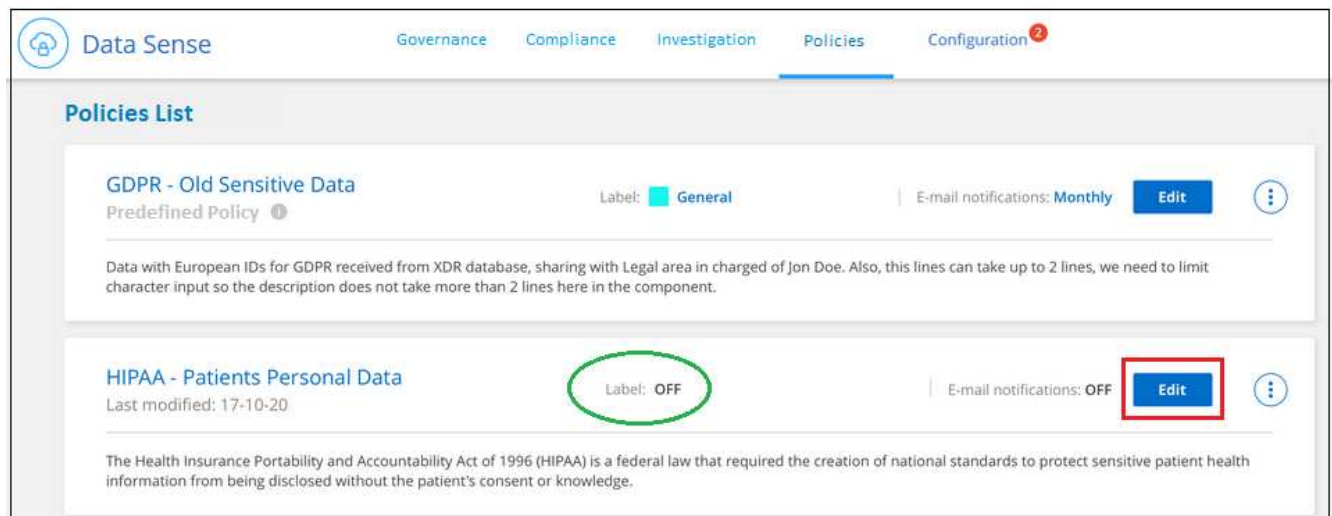 Data Sense
Governance
Compliance
Investigation
Policies
Configuration
2
Policies List
GDPR - Old Sensitive Data
Predefined Policy
Label: General
E-mail notifications: Monthly
Edit
Data with European IDs for GDPR received from XDR database, sharing with Legal area in charged of Jon Doe. Also, this lines can take up to 2 lines, we need to limit
character input so the description does not take more than 2 lines here in the component.
HIPAA - Patients Personal Data
Last modified: 17-10-20
Label: OFF
E-mail notifications: OFF
Edit
The Health Insurance Portability and Accountability Act of 1996 (HIPAA) is a federal law that required the creation of national standards to protect sensitive patient health
information from being disclosed without the patient's consent or knowledge.